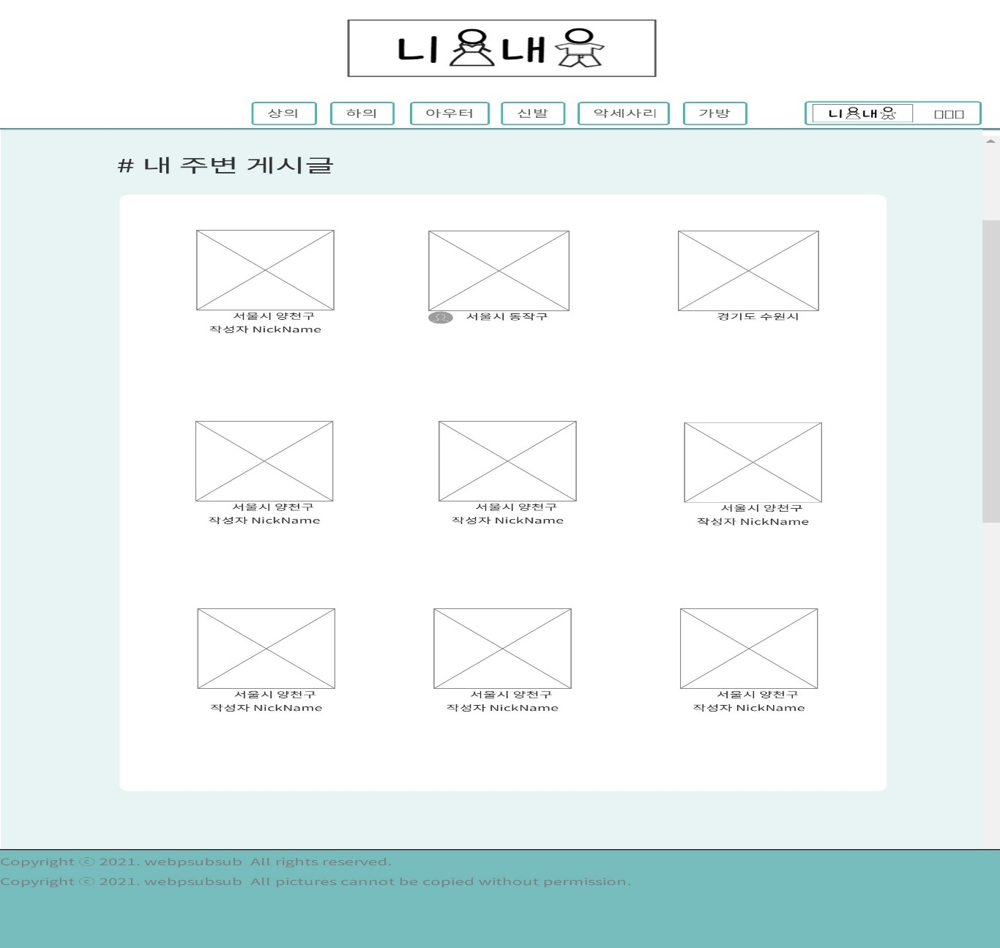 니옷내옷
상의 하의 아우터 신발 악세사리 가방 니옷내옷 □□□
# 내 주변 게시글
서울시 양천구 서울시 동작구 경기도 수원시
작성자 NickName
서울시 양천구 서울시 양천구 서울시 양천구
작성자 NickName 작성자 NickName 작성자 NickName
서울시 양천구 서울시 양천구 서울시 양천구
작성자 NickName 작성자 NickName 작성자 NickName
Copyright ⓒ 2021. webpsubsub  All rights reserved.
Copyright ⓒ 2021. webpsubsub  All pictures cannot be copied without permission.